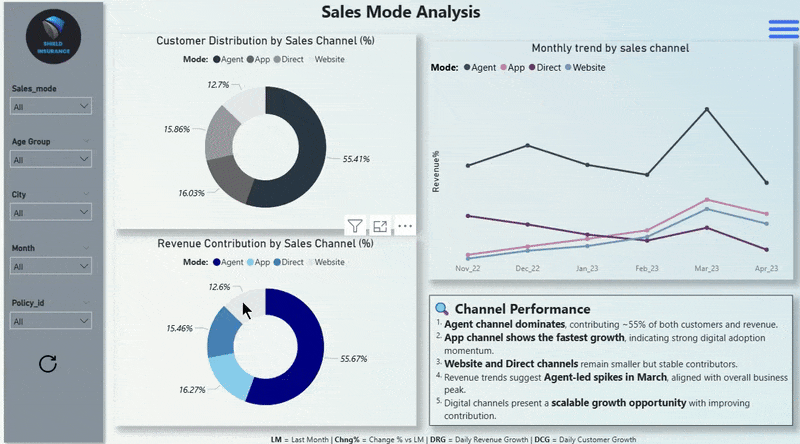 Sales Mode Analysis
SHIELD
INSURANCE
Sales_mode
All
Age Group
All
City
All
Month
All
Policy_id
All
Customer Distribution by Sales Channel (%)
Mode: Agent App Direct Website
12.7%
15.86%
16.03%
55.41%
Revenue Contribution by Sales Channel (%)
Mode: Agent App Direct Website
12.6%
15.46%
16.27%
55.67%
Monthly trend by sales channel
Mode: Agent App Direct Website
Revenue%
Nov_22 Dec_22 Jan_23 Feb_23 Mar_23 Apr_23
Channel Performance
1. Agent channel dominates, contributing ~55% of both customers and revenue.
2. App channel shows the fastest growth, indicating strong digital adoption
momentum.
3. Website and Direct channels remain smaller but stable contributors.
4. Revenue trends suggest Agent-led spikes in March, aligned with overall business
peak.
5. Digital channels present a scalable growth opportunity with improving
contribution.
LM = Last Month | Chng% = Change % vs LM | DRG = Daily Revenue Growth | DCG = Daily Customer Growth